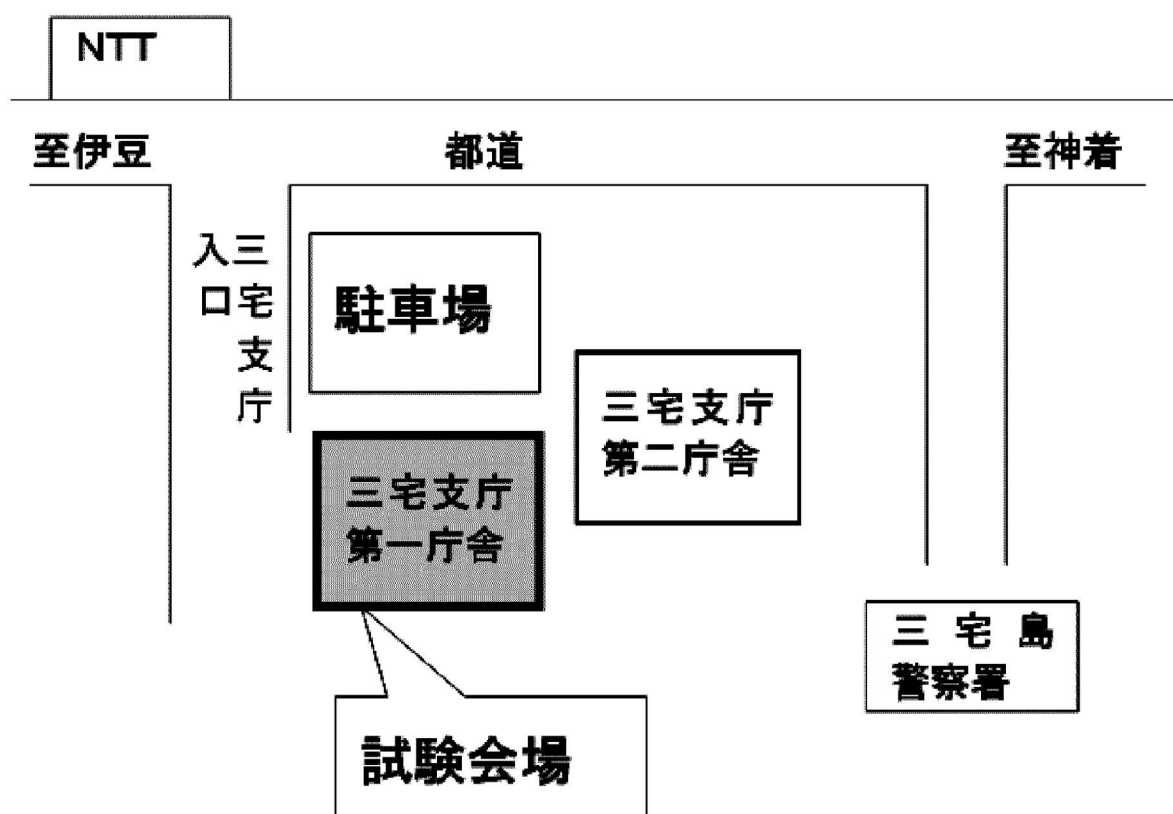 NTT
至伊豆
都道
至神着
三宅支庁
入口
駐車場
三宅支庁
第二庁舎
三宅支庁
第一庁舎
三宅島
警察署
試験会場